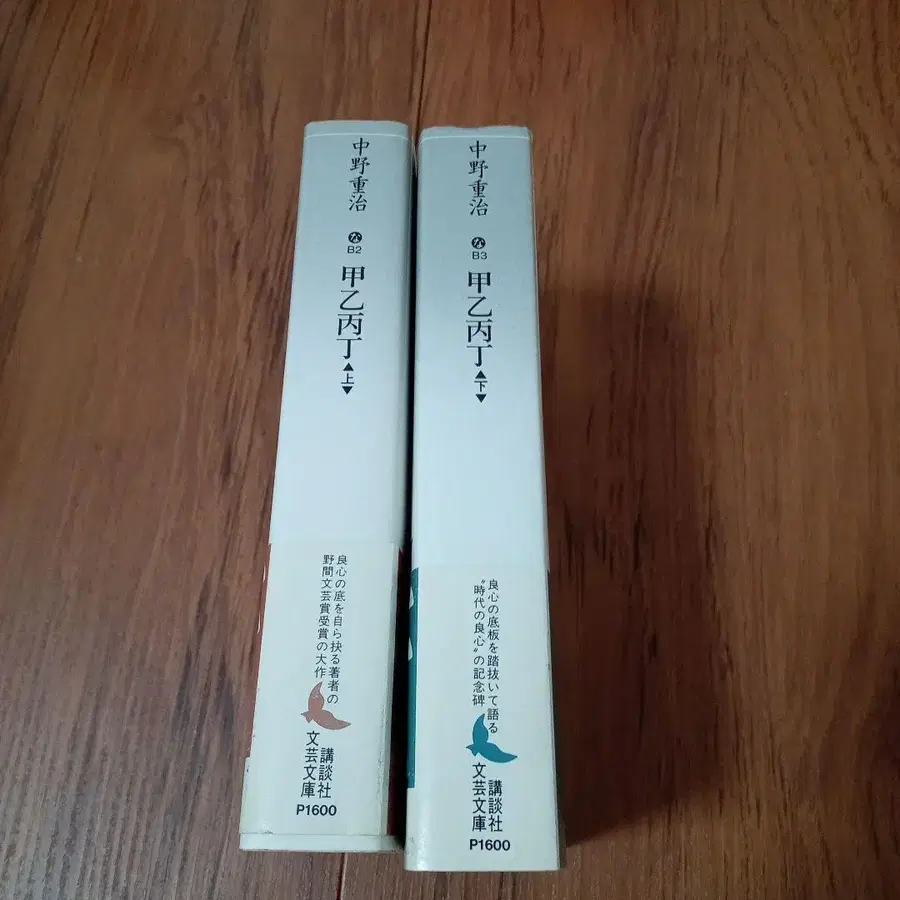 中野重治
な
B2
甲乙丙丁
▲上▼
良心の底を自ら抉る著者の
野間文芸賞受賞の大作
講談社
文芸文庫
P1600
中野重治
な
B3
甲乙丙丁
▲下▼
良心の底板を踏抜いて語る
〝時代の良心〟の記念碑
講談社
文芸文庫
P1600